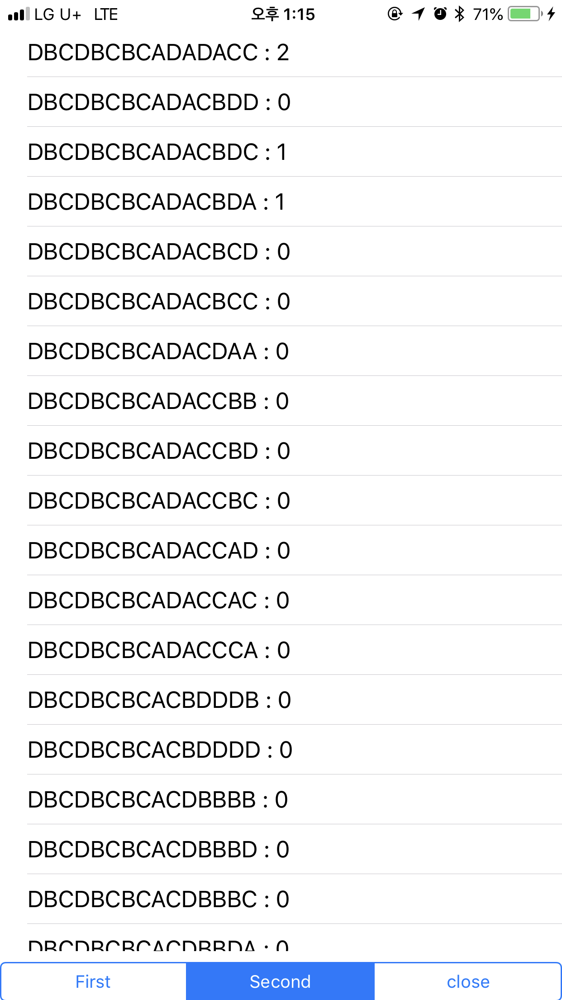 LG U+ LTE 오후 1:15 71%
DBCDBCBCADADACC : 2
DBCDBCBCADACBDD : 0
DBCDBCBCADACBDC : 1
DBCDBCBCADACBDA : 1
DBCDBCBCADACBCD : 0
DBCDBCBCADACBCC : 0
DBCDBCBCADACDAA : 0
DBCDBCBCADACCBB : 0
DBCDBCBCADACCBD : 0
DBCDBCBCADACCBC : 0
DBCDBCBCADACCAD : 0
DBCDBCBCADACCAC : 0
DBCDBCBCADACCCA : 0
DBCDBCBCACBDDDB : 0
DBCDBCBCACBDDDD : 0
DBCDBCBCACDBBBB : 0
DBCDBCBCACDBBBD : 0
DBCDBCBCACDBBBC : 0
DBCDBCBCACDBBDA : 0
First Second close